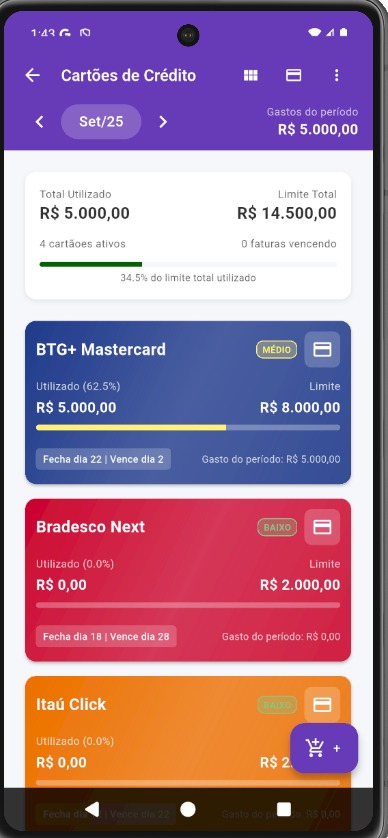 1:43
Cartões de Crédito
Set/25
Gastos do período
R$ 5.000,00
Total Utilizado Limite Total
R$ 5.000,00 R$ 14.500,00
4 cartãoes ativos 0 faturas vencendo
34.5% do limite total utilizado
BTG+ Mastercard MÉDIO
Utilizado (62.5%) Limite
R$ 5.000,00 R$ 8.000,00
Fecha dia 22 | Vence dia 2 Gasto do período: R$ 5.000,00
Bradesco Next BAIXO
Utilizado (0.0%) Limite
R$ 0,00 R$ 2.000,00
Fecha dia 18 | Vence dia 28 Gasto do período: R$ 0,00
Itaú Click BAIXO
Utilizado (0.0%)
R$ 0,00 R$ 2
+